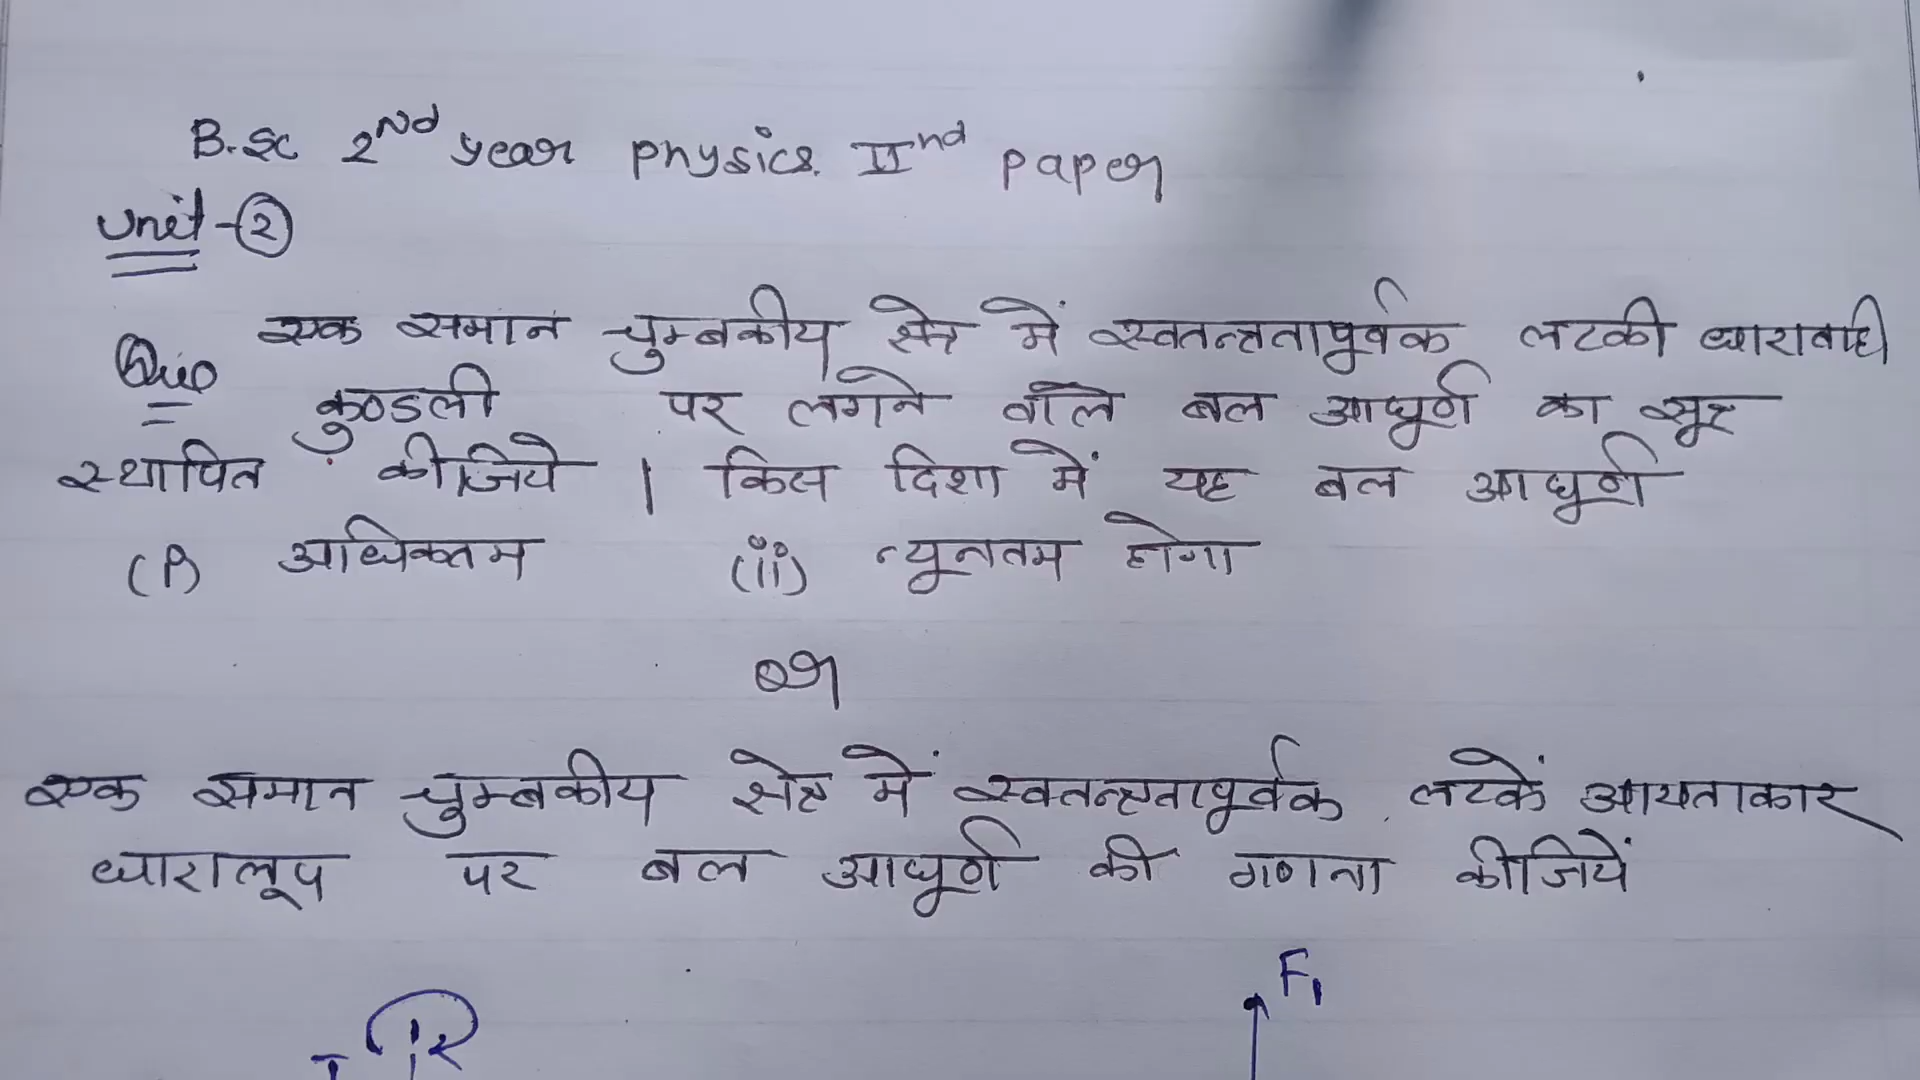 B.Sc 2nd year physics. IInd paper
Unit-2
Que एक समान चुम्बकीय क्षेत्र में स्वतन्त्रतापूर्वक लटकी धारावाही
कुण्डली पर लगने वाले बल आघूर्ण का सूत्र
स्थापित कीजिये । किस दिशा में यह बल आघूर्ण
(i) अधिकतम (ii) न्यूनतम होगा
or
एक समान चुम्बकीय क्षेत्र में स्वतन्त्रतापूर्वक लटकें आयताकार
धारालूप पर बल आघूर्ण की गणना कीजियें
F1